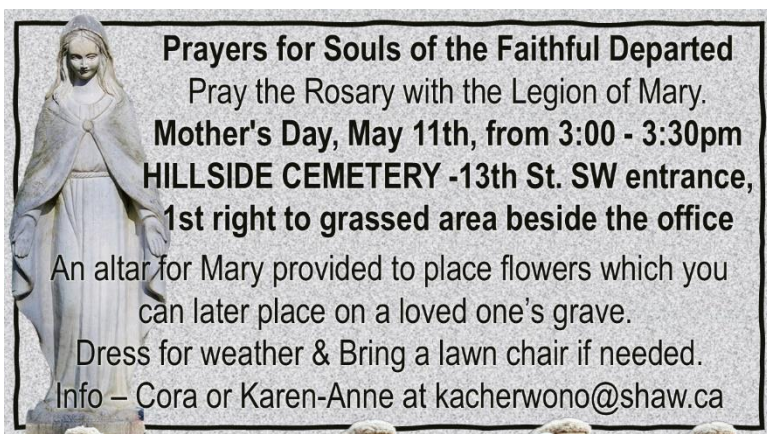 Prayers for Souls of the Faithful Departed
Pray the Rosary with the Legion of Mary.
Mother's Day, May 11th, from 3:00 - 3:30pm
HILLSIDE CEMETERY -13th St. SW entrance,
1st right to grassed area beside the office
An altar for Mary provided to place flowers which you
can later place on a loved one’s grave.
Dress for weather & Bring a lawn chair if needed.
Info – Cora or Karen-Anne at kacherwono@shaw.ca